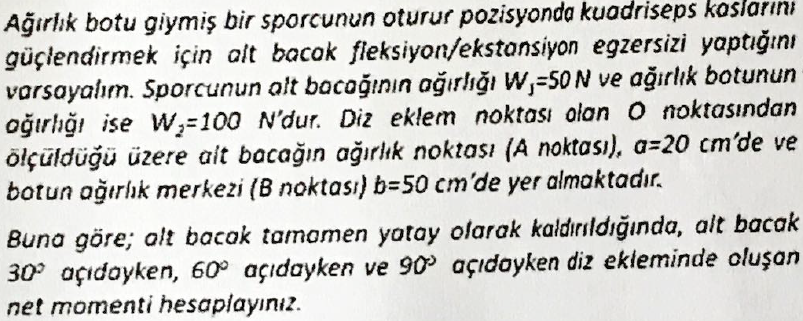 Ağırlık botu giymiş bir sporcunun oturur pozisyonda kuadriseps kaslarını
güçlendirmek için alt bacak fleksiyon/ekstansiyon egzersizi yaptığını
varsayalım. Sporcunun alt bacağının ağırlığı W₁=50 N ve ağırlık botunun
ağırlığı ise W₂=100 N'dur. Diz eklem noktası olan O noktasından
ölçüldüğü üzere alt bacağın ağırlık noktası (A noktası), a=20 cm'de ve
botun ağırlık merkezi (B noktası) b=50 cm'de yer almaktadır.
Buna göre; alt bacak tamamen yatay olarak kaldırıldığında, alt bacak
30° açıdayken, 60° açıdayken ve 90° açıdayken diz ekleminde oluşan
net momenti hesaplayınız.